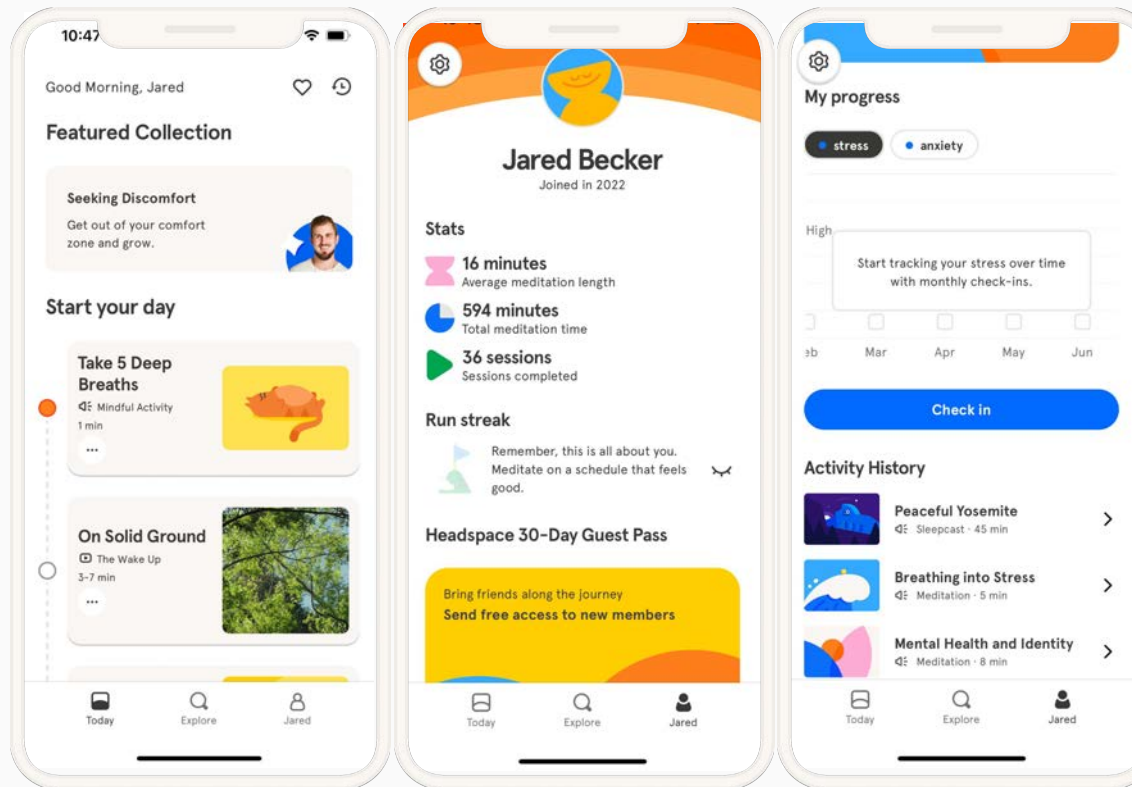 10:47
Good Morning, Jared
Featured Collection
Seeking Discomfort
Get out of your comfort
zone and grow.
Start your day
Take 5 Deep
Breaths
Mindful Activity
1 min
On Solid Ground
The Wake Up
3-7 min
Today
Explore
Jared
Jared Becker
Joined in 2022
Stats
16 minutes
Average meditation length
594 minutes
Total meditation time
36 sessions
Sessions completed
Run streak
Remember, this is all about you.
Meditate on a schedule that feels
good.
Headspace 30-Day Guest Pass
Bring friends along the journey
Send free access to new members
Today
Explore
Jared
My progress
stress
anxiety
High
Start tracking your stress over time
with monthly check-ins.
eb
Mar
Apr
May
Jun
Check in
Activity History
Peaceful Yosemite
Sleepcast · 45 min
Breathing into Stress
Meditation · 5 min
Mental Health and Identity
Meditation · 8 min
Today
Explore
Jared